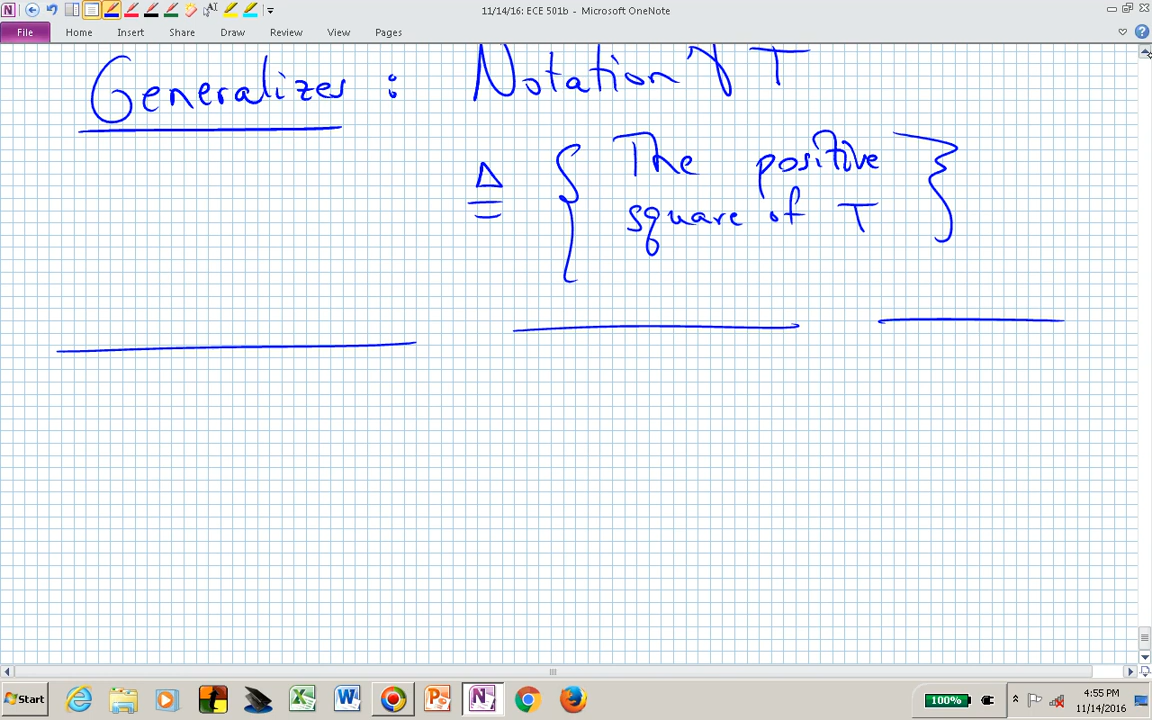 11/14/16: ECE 501b - Microsoft OneNote
File Home Insert Share Draw Review View Pages
Generalizes : Notation √T
≜ { The positive }
square of T
Start
100%
4:55 PM
11/14/2016